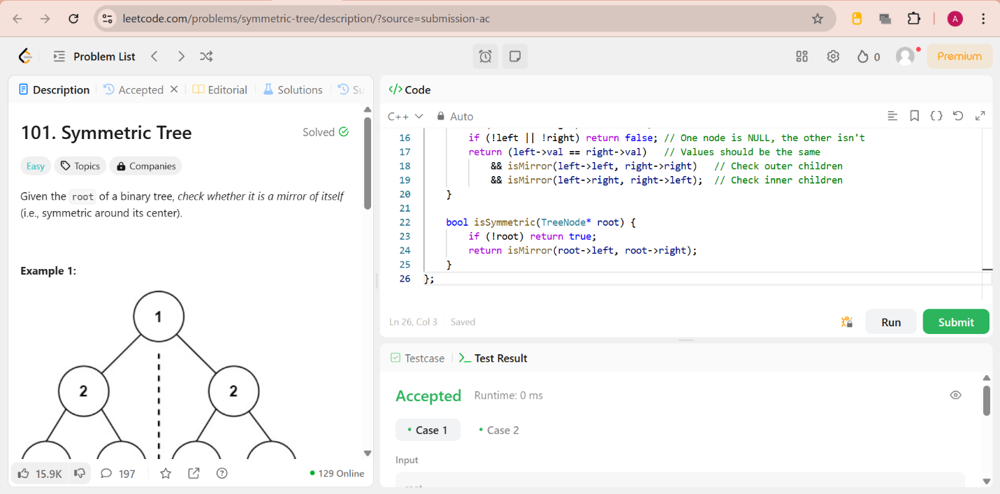 leetcode.com/problems/symmetric-tree/description/?source=submission-ac
A
Problem List
0
Premium
Description
Accepted
Editorial
Solutions
Su
101. Symmetric Tree
Solved
Easy
Topics
Companies
Given the root of a binary tree, check whether it is a mirror of itself
(i.e., symmetric around its center).
Example 1:
1
2
2
15.9K
197
129 Online
</> Code
C++
Auto
16 if (!left || !right) return false; // One node is NULL, the other isn't
17 return (left->val == right->val) // Values should be the same
18 && isMirror(left->left, right->right) // Check outer children
19 && isMirror(left->right, right->left); // Check inner children
20 }
21
22 bool isSymmetric(TreeNode* root) {
23 if (!root) return true;
24 return isMirror(root->left, root->right);
25 }
26 };
Ln 26, Col 3
Saved
Run
Submit
Testcase
>_ Test Result
Accepted
Runtime: 0 ms
• Case 1
• Case 2
Input